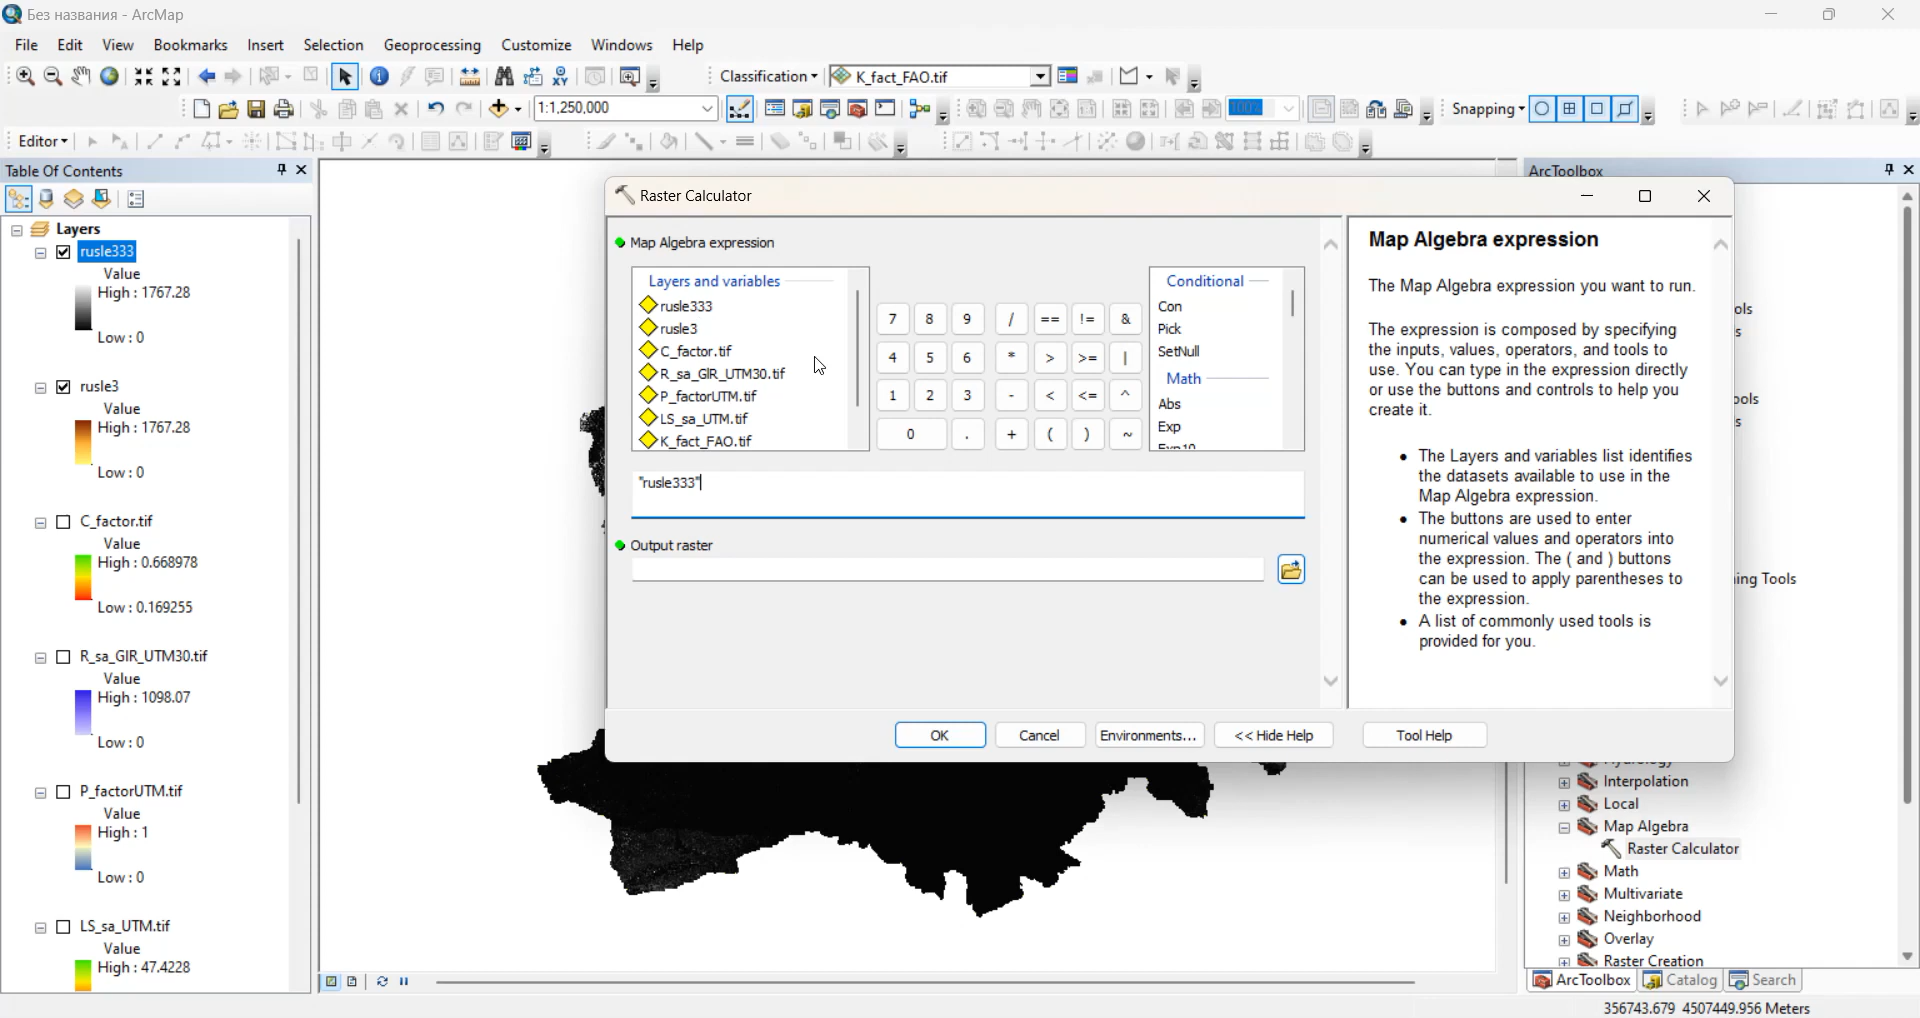 Без названия - ArcMap
File Edit View Bookmarks Insert Selection Geoprocessing Customize Windows Help
Classification K_fact_FAO.tif
1:1,250,000 100% Snapping
Editor
Table Of Contents
Layers
rusle333
Value
High : 1767.28
Low : 0
rusle3
Value
High : 1767.28
Low : 0
C_factor.tif
Value
High : 0.668978
Low : 0.169255
R_sa_GIR_UTM30.tif
Value
High : 1098.07
Low : 0
P_factorUTM.tif
Value
High : 1
Low : 0
LS_sa_UTM.tif
Value
High : 47.4228
Raster Calculator
Map Algebra expression
Layers and variables
rusle333
rusle3
C_factor.tif
R_sa_GIR_UTM30.tif
P_factorUTM.tif
LS_sa_UTM.tif
K_fact_FAO.tif
7 8 9 / == != &
4 5 6 * > >= |
1 2 3 - < <= ^
0 . + ( ) ~
Conditional
Con
Pick
SetNull
Math
Abs
Exp
Exp10
"rusle333"
Output raster
OK Cancel Environments... << Hide Help Tool Help
Map Algebra expression
The Map Algebra expression you want to run.
The expression is composed by specifying
the inputs, values, operators, and tools to
use. You can type in the expression directly
or use the buttons and controls to help you
create it.
• The Layers and variables list identifies
the datasets available to use in the
Map Algebra expression.
• The buttons are used to enter
numerical values and operators into
the expression. The ( and ) buttons
can be used to apply parentheses to
the expression.
• A list of commonly used tools is
provided for you.
ArcToolbox
ols
s
ools
s
ing Tools
Hydrology
Interpolation
Local
Map Algebra
Raster Calculator
Math
Multivariate
Neighborhood
Overlay
Raster Creation
ArcToolbox Catalog Search
356743.679 4507449.956 Meters